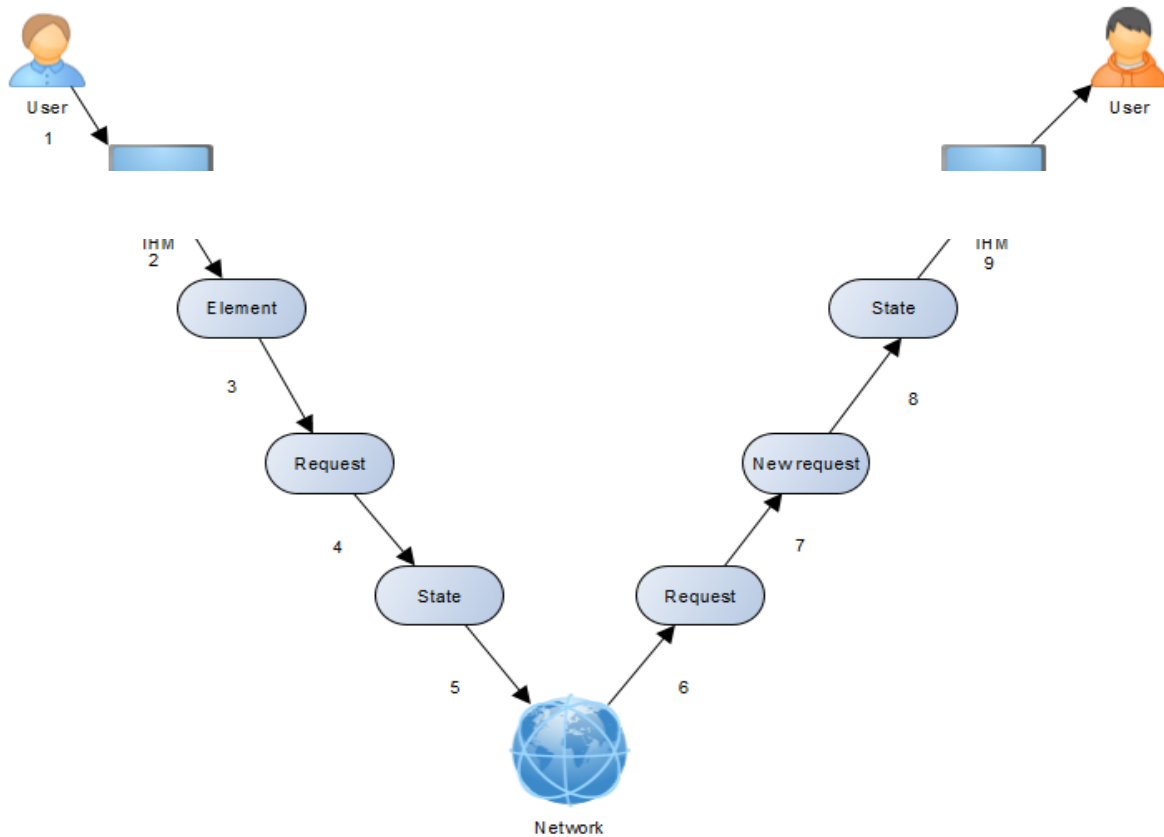 User
1
User
IHM
2
IHM
9
Element
State
3
8
Request
New request
4
7
State
Request
5
6
Network